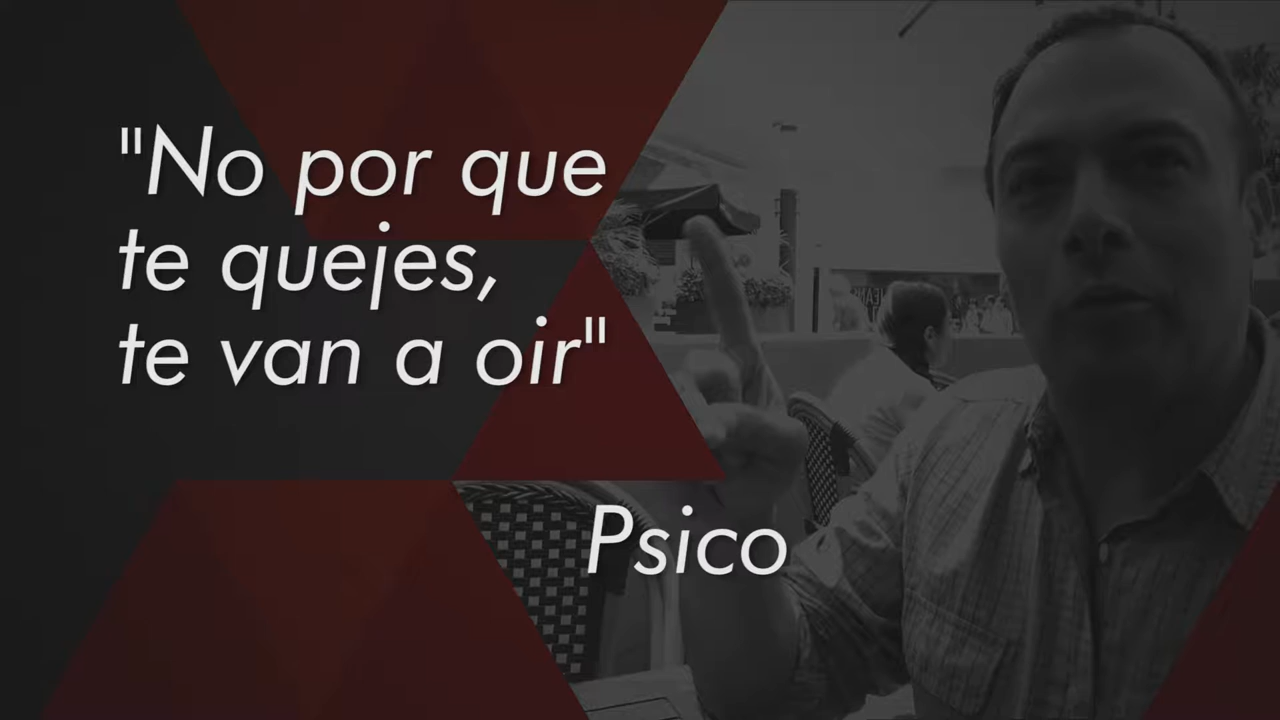 "No por que
te quejes,
te van a oir"
Psico